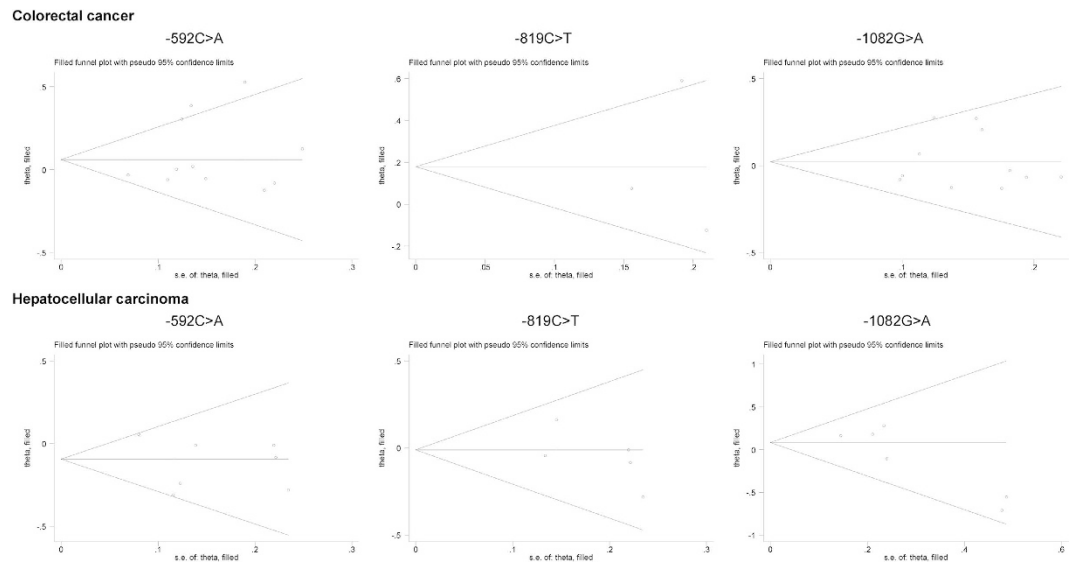 Colorectal cancer
-592C>A
Filled funnel plot with pseudo 95% confidence limits
theta, filled
.5
0
-.5
0
.1
.2
.3
s.e. of: theta, filled
-819C>T
Filled funnel plot with pseudo 95% confidence limits
theta, filled
.6
.4
.2
0
-.2
0
.05
.1
.15
.2
s.e. of: theta, filled
-1082G>A
Filled funnel plot with pseudo 95% confidence limits
theta, filled
.5
0
-.5
0
.1
.2
s.e. of: theta, filled
Hepatocellular carcinoma
-592C>A
Filled funnel plot with pseudo 95% confidence limits
theta, filled
.5
0
-.5
0
.1
.2
.3
s.e. of: theta, filled
-819C>T
Filled funnel plot with pseudo 95% confidence limits
theta, filled
.5
0
-.5
0
.1
.2
.3
s.e. of: theta, filled
-1082G>A
Filled funnel plot with pseudo 95% confidence limits
theta, filled
1
.5
0
-.5
-1
0
.2
.4
.6
s.e. of: theta, filled